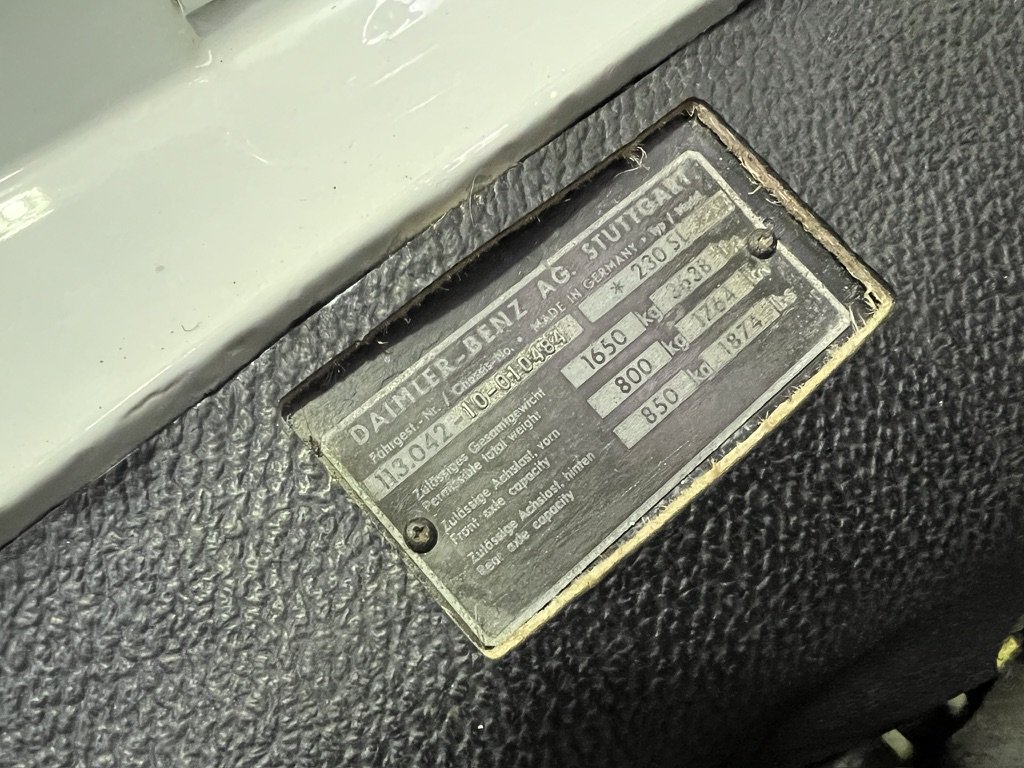 DAIMLER-BENZ AG. STUTTGART
Fahrgest.-Nr. / Chassis-No. • MADE IN GERMANY • Typ / Model
113.042-10-010484 * 230 SL
Zulässiges Gesamtgewicht
Permissible total weight 1650 kg 3638 lbs
Zulässige Achslast, vorn
Front axle capacity 800 kg 1764 lbs
Zulässige Achslast, hinten
Rear axle capacity 850 kg 1874 lbs